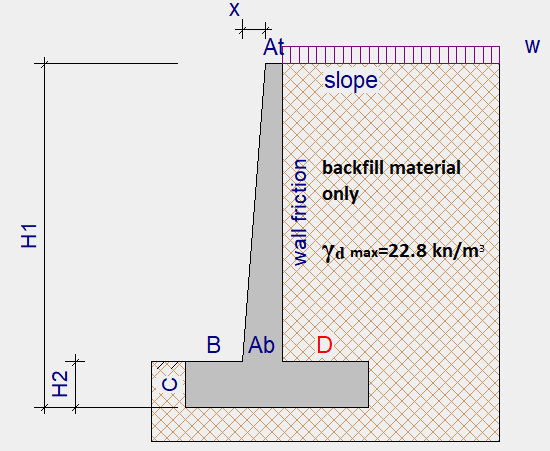 x
At
w
slope
backfill material
only
wall friction
γd max=22.8 kn/m³
H1
B
Ab
D
H2
C